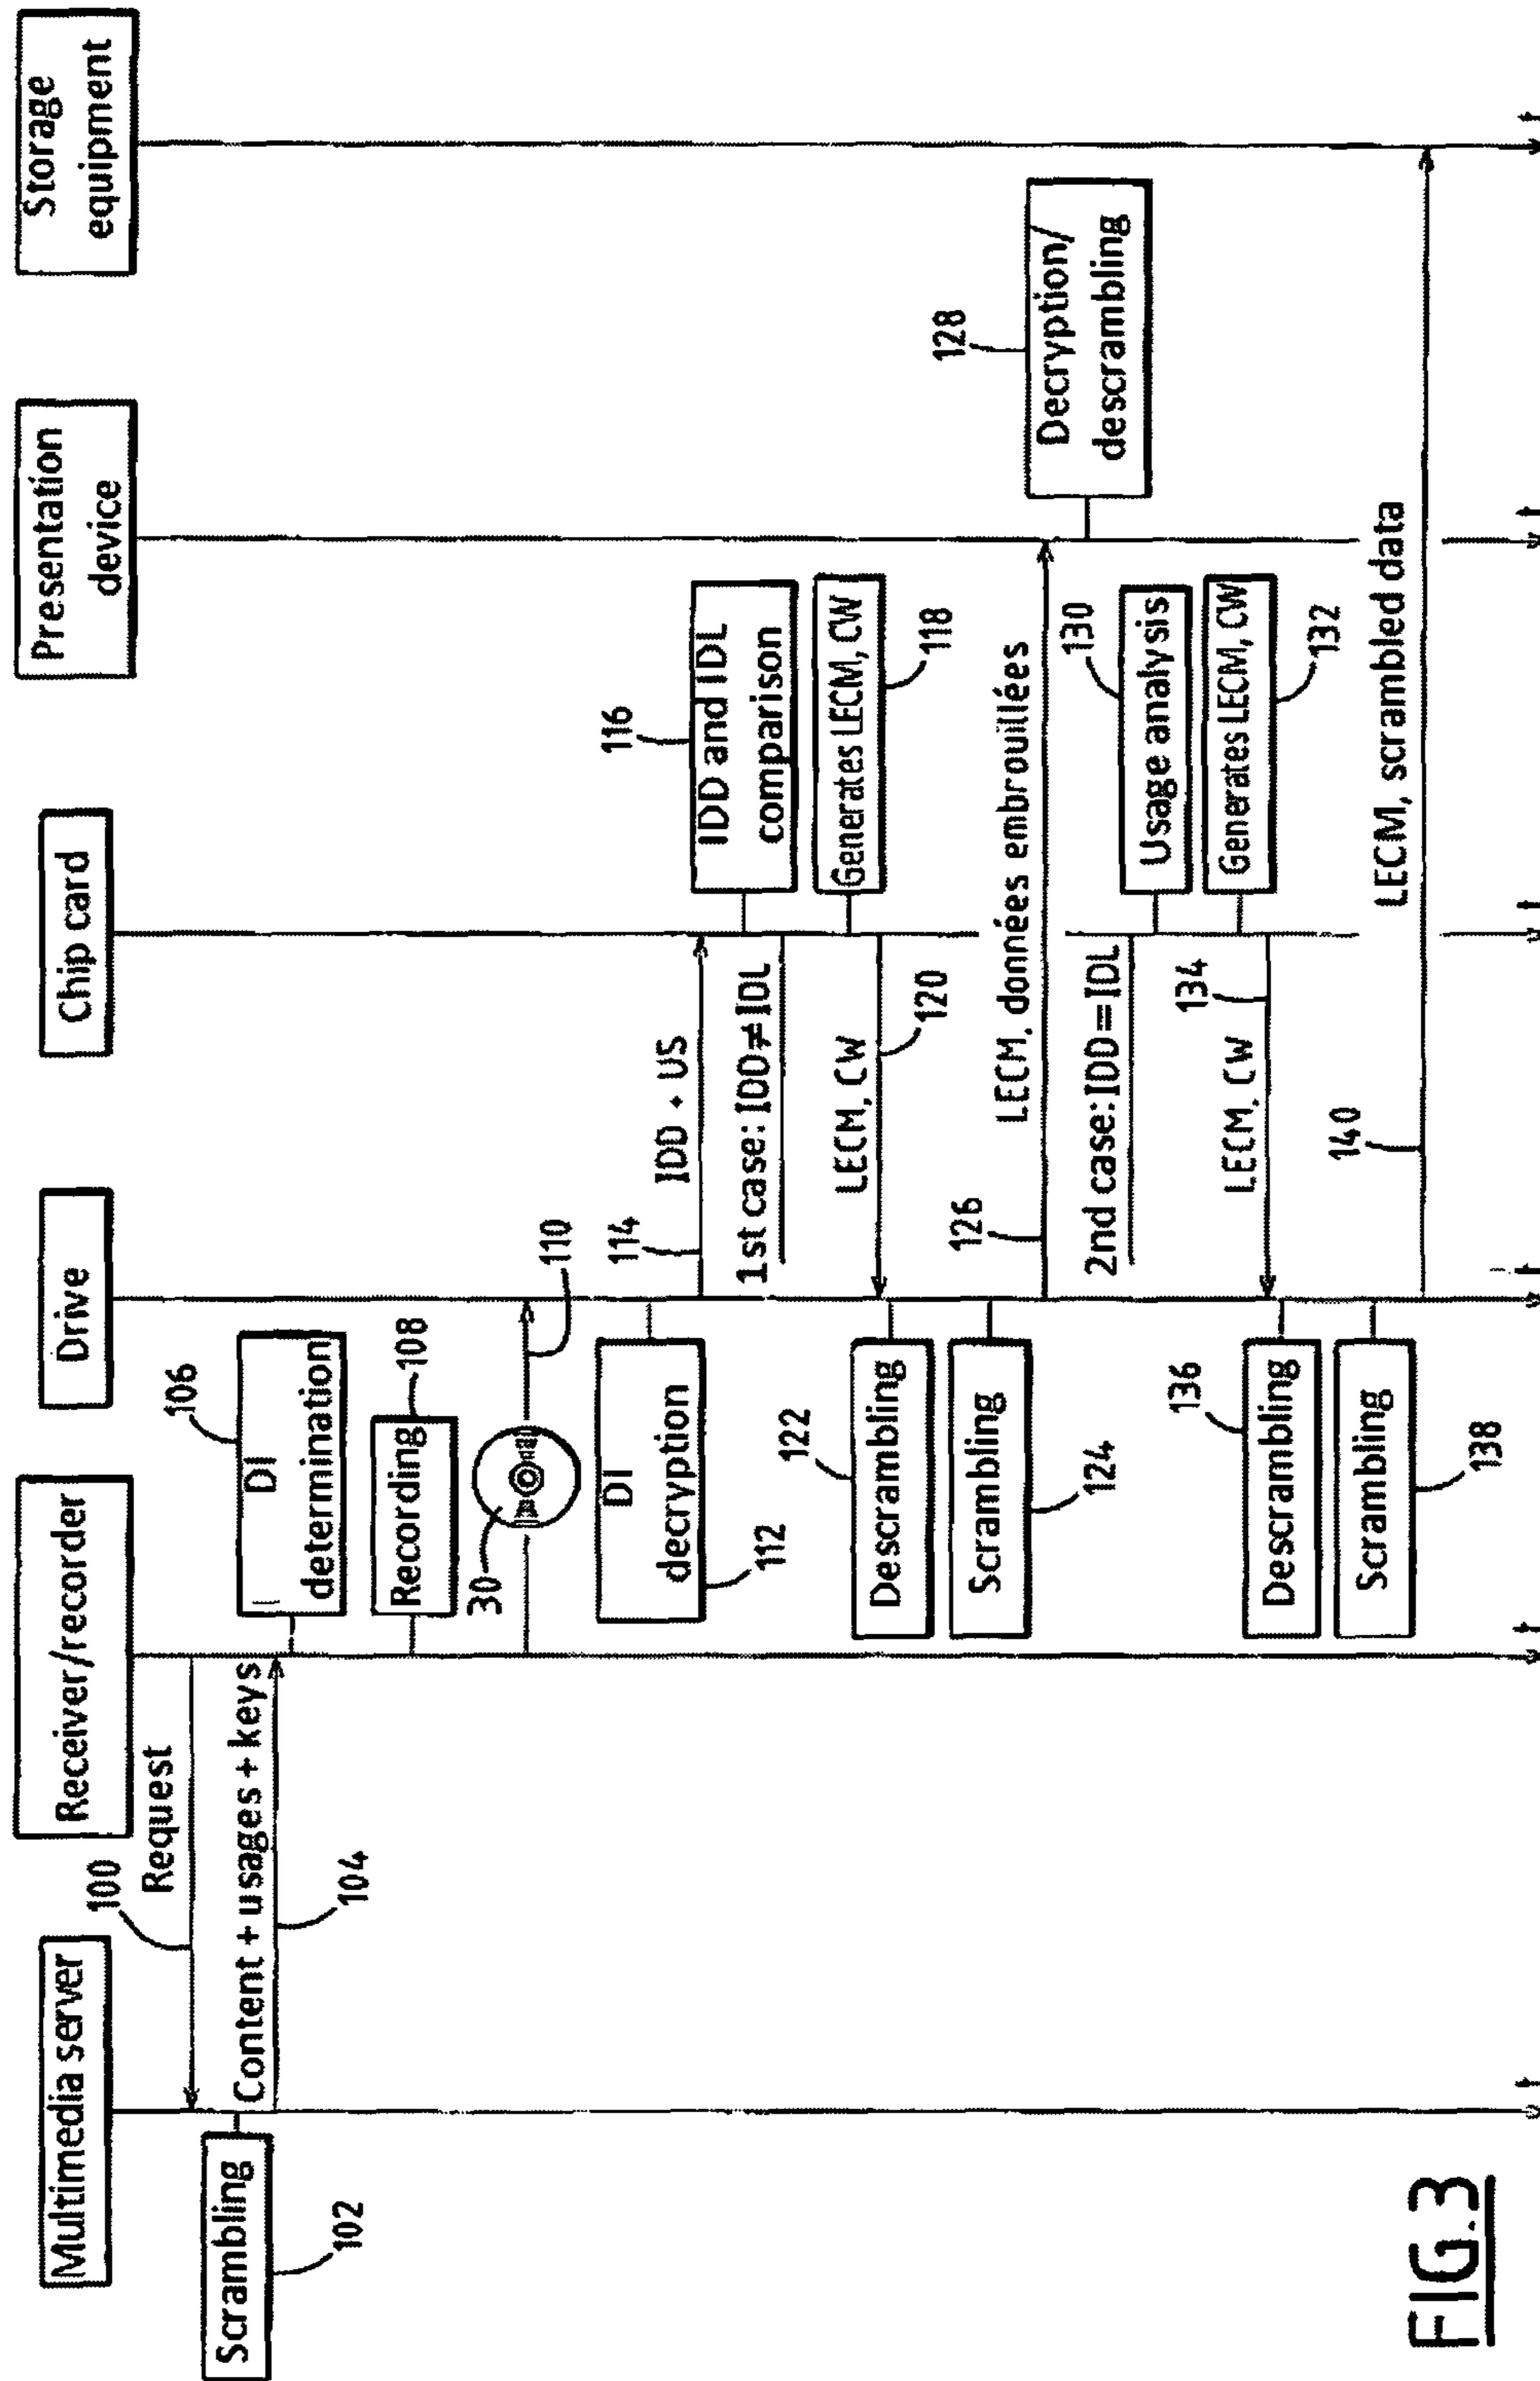 Multimedia server
Receiver/recorder
Drive
Chip card
Presentation
device
Storage
equipment
100
Request
Scrambling
102
Content + usages + keys
104
106
DI
determination
108
Recording
30
110
DI
decryption
112
114
IDD + US
116
IDD and IDL
comparison
1st case: IDD≠IDL
Generates LECM, CW
118
LECM, CW
120
122
Descrambling
Scrambling
124
126
LECM, données embrouillées
128
Decryption/
descrambling
2nd case: IDD=IDL
130
Usage analysis
Generates LECM, CW
132
LECM, CW
134
136
Descrambling
Scrambling
138
140
LECM, scrambled data
t
t
t
t
t
t
FIG.3